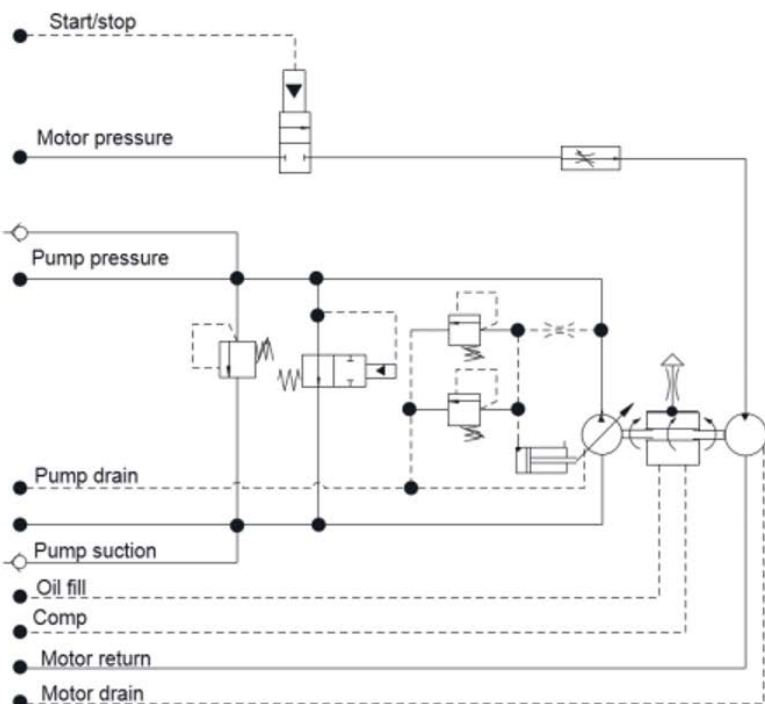 Start/stop
Motor pressure
Pump pressure
Pump drain
Pump suction
Oil fill
Comp
Motor return
Motor drain